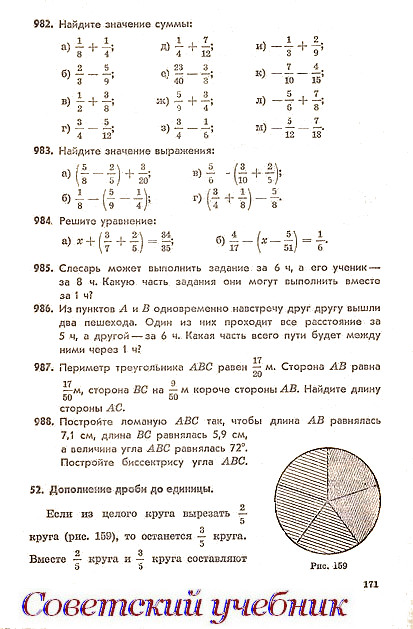 982. Найдите значение суммы:
а) 1/8 + 1/4; д) 1/4 + 7/12; и) 1/3 + 2/9;
б) 2/3 − 5/9; е) 23/40 − 3/8; к) 7/10 − 4/15;
в) 1/2 + 3/8; ж) 5/9 + 3/4; л) 5/6 + 7/8;
г) 3/4 − 5/12; з) 3/4 − 1/6; м) 5/12 − 7/18.
983. Найдите значение выражения:
а) (5/8 − 2/5) + 3/20; в) 5/6 − (3/10 + 2/5);
б) 1/8 − (5/9 − 1/4); г) (3/4 + 1/8) − 5/8.
984. Решите уравнение:
а) x + (3/7 + 2/5) = 34/35; б) 4/17 − (x − 5/51) = 1/6.
985. Слесарь может выполнить задание за 6 ч, а его ученик —
за 8 ч. Какую часть задания они могут выполнить вместе
за 1 ч?
986. Из пунктов A и B одновременно навстречу друг другу вышли
два пешехода. Один из них проходит все расстояние за
5 ч, а другой — за 6 ч. Какая часть всего пути будет между
ними через 1 ч?
987. Периметр треугольника ABC равен 17/20 м. Сторона AB равна
17/50 м, сторона BC на 9/50 м короче стороны AB. Найдите длину
стороны AC.
988. Постройте ломаную ABC так, чтобы длина AB равнялась
7,1 см, длина BC равнялась 5,9 см,
а величина угла ABC равнялась 72°.
Постройте биссектрису угла ABC.
52. Дополнение дроби до единицы.
Если из целого круга вырезать 2/5
круга (рис. 159), то останется 3/5 круга.
Вместе 2/5 круга и 3/5 круга составляют
Рис. 159
171
Советский учебник